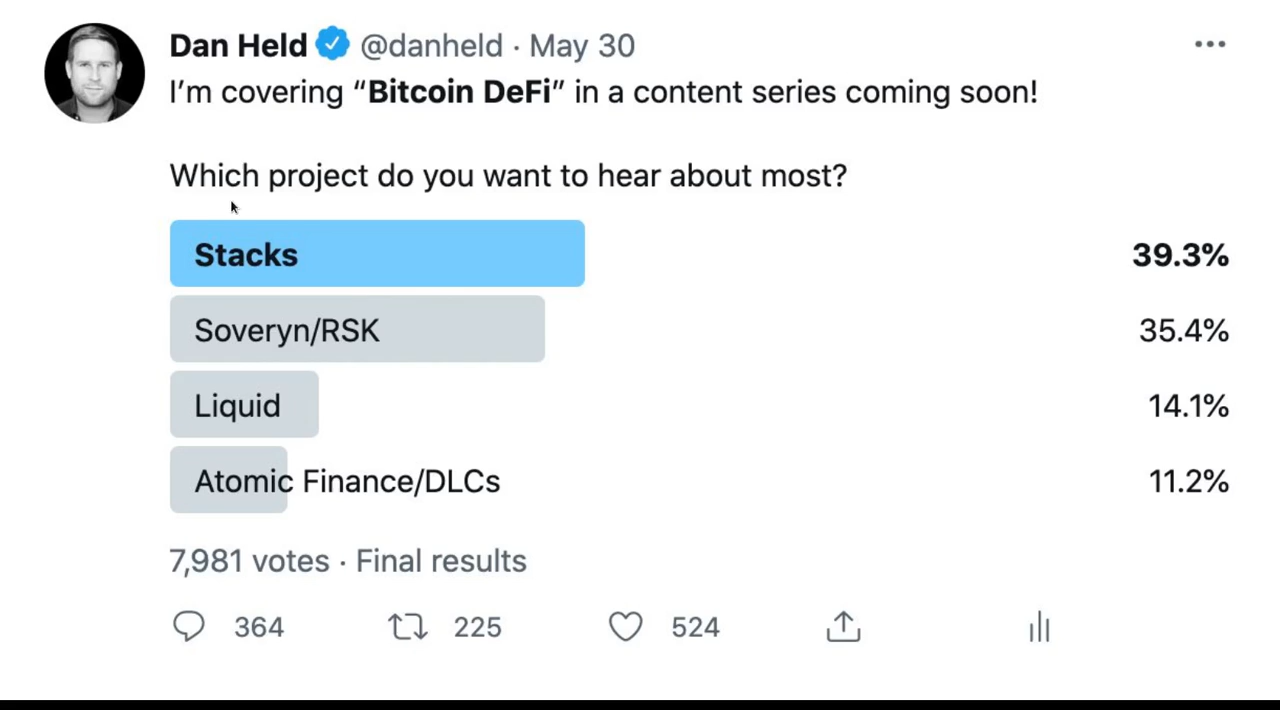 Dan Held @danheld · May 30
I’m covering “Bitcoin DeFi” in a content series coming soon!
Which project do you want to hear about most?
Stacks 39.3%
Soveryn/RSK 35.4%
Liquid 14.1%
Atomic Finance/DLCs 11.2%
7,981 votes · Final results
364 225 524